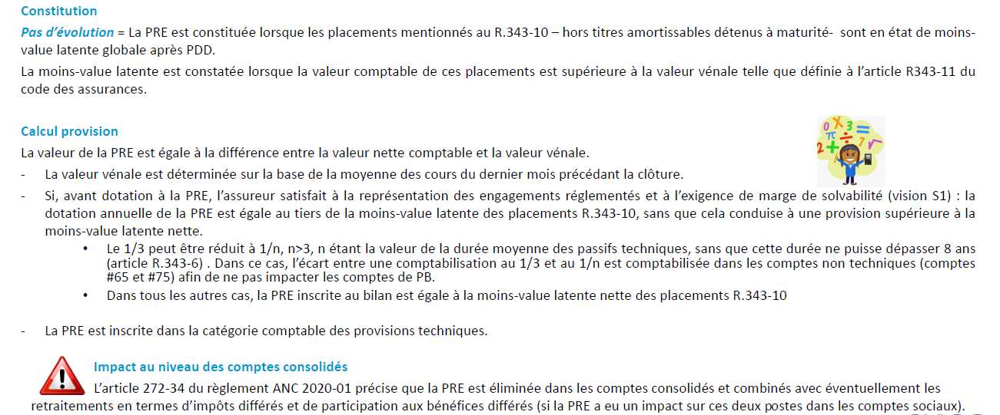 Constitution
Pas d’évolution = La PRE est constituée lorsque les placements mentionnés au R.343-10 – hors titres amortissables détenus à maturité- sont en état de moins-
value latente globale après PDD.
La moins-value latente est constatée lorsque la valeur comptable de ces placements est supérieure à la valeur vénale telle que définie à l’article R343-11 du
code des assurances.
Calcul provision
La valeur de la PRE est égale à la différence entre la valeur nette comptable et la valeur vénale.
- La valeur vénale est déterminée sur la base de la moyenne des cours du dernier mois précédant la clôture.
- Si, avant dotation à la PRE, l’assureur satisfait à la représentation des engagements réglementés et à l’exigence de marge de solvabilité (vision S1) : la
dotation annuelle de la PRE est égale au tiers de la moins-value latente des placements R.343-10, sans que cela conduise à une provision supérieure à la
moins-value latente nette.
• Le 1/3 peut être réduit à 1/n, n>3, n étant la valeur de la durée moyenne des passifs techniques, sans que cette durée ne puisse dépasser 8 ans
(article R.343-6) . Dans ce cas, l’écart entre une comptabilisation au 1/3 et au 1/n est comptabilisée dans les comptes non techniques (comptes
#65 et #75) afin de ne pas impacter les comptes de PB.
• Dans tous les autres cas, la PRE inscrite au bilan est égale à la moins-value latente nette des placements R.343-10
- La PRE est inscrite dans la catégorie comptable des provisions techniques.
Impact au niveau des comptes consolidés
L’article 272-34 du règlement ANC 2020-01 précise que la PRE est éliminée dans les comptes consolidés et combinés avec éventuellement les
retraitements en termes d’impôts différés et de participation aux bénéfices différés (si la PRE a eu un impact sur ces deux postes dans les comptes sociaux).
0 X 3 =
π ÷ 7 √
2 +
!